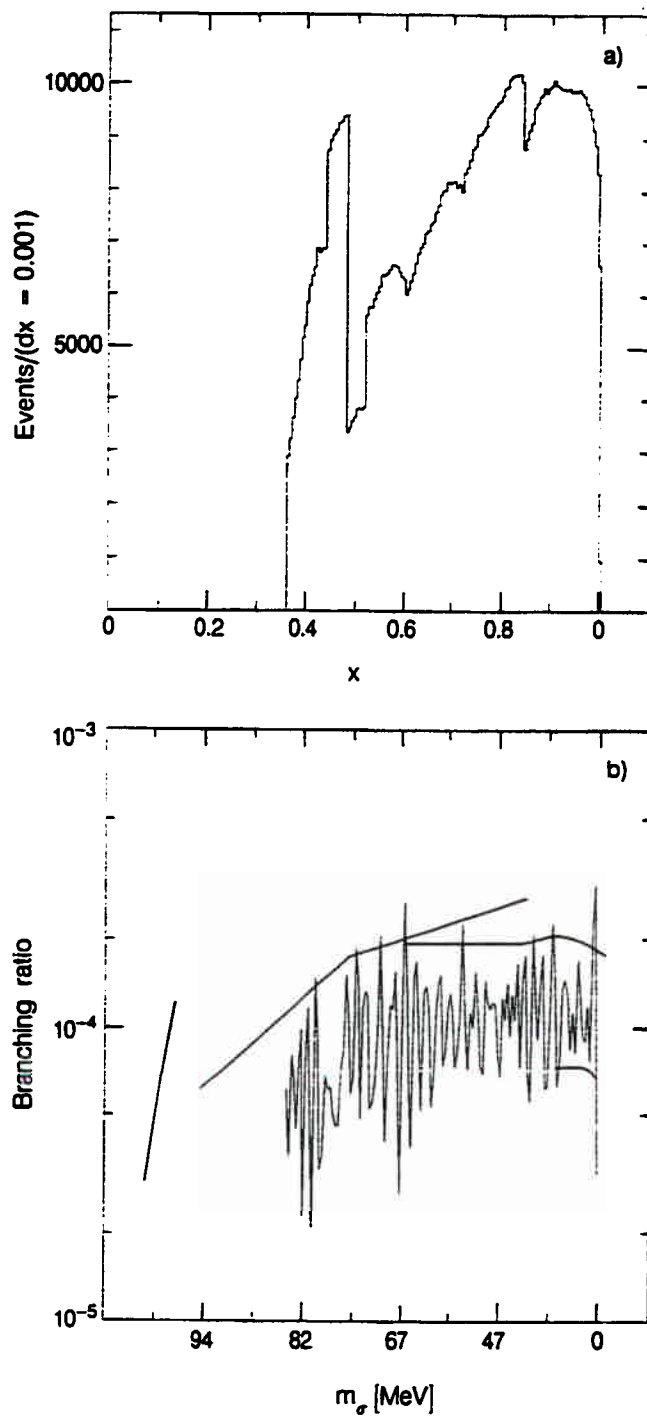 a)
10000
5000
Events/(dx = 0.001)
0 0.2 0.4 0.6 0.8 0
x
10⁻³
b)
10⁻⁴
Branching ratio
10⁻⁵
94 82 67 47 0
m_σ [MeV]